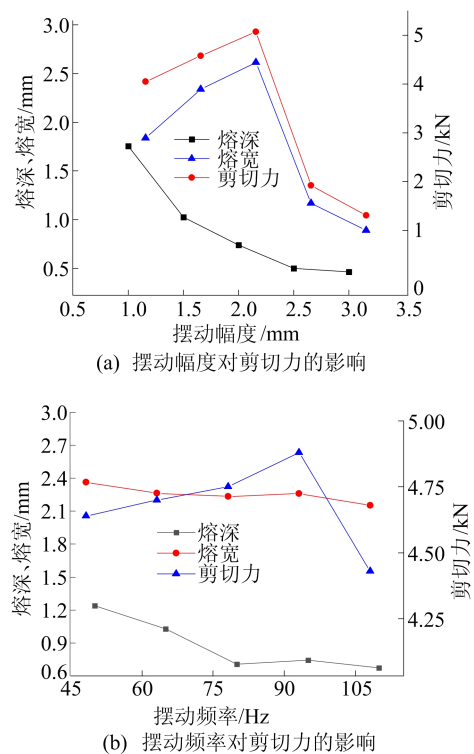 3.0
2.5
2.0
1.5
1.0
0.5
熔深、熔宽/mm
5
4
3
2
1
0
剪切力/kN
熔深
熔宽
剪切力
0.5 1.0 1.5 2.0 2.5 3.0 3.5
摆动幅度/mm
(a) 摆动幅度对剪切力的影响
3.0
2.7
2.4
2.1
1.8
1.5
1.2
0.9
0.6
熔深、熔宽/mm
5.00
4.75
4.50
4.25
剪切力/kN
熔深
熔宽
剪切力
45 60 75 90 105
摆动频率/Hz
(b) 摆动频率对剪切力的影响